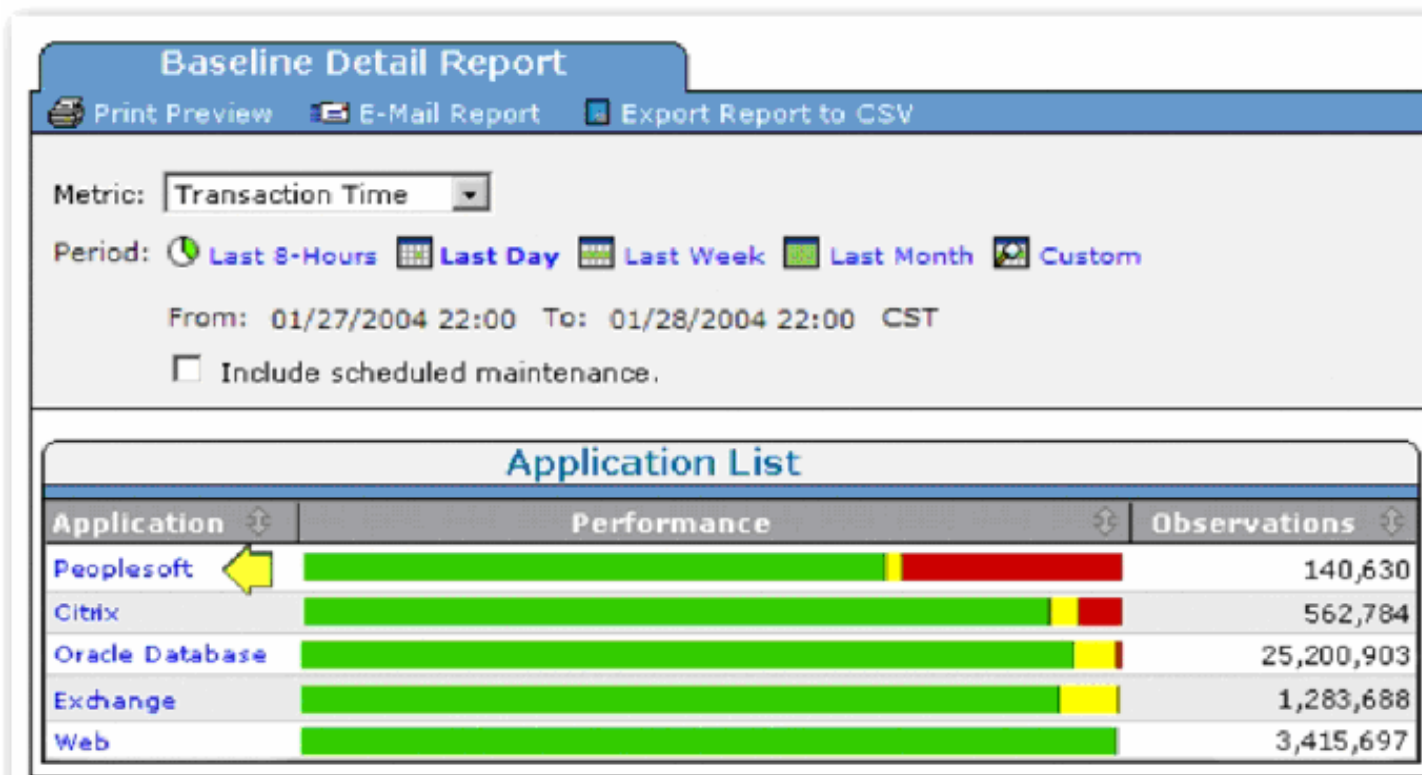 Baseline Detail Report
Print Preview E-Mail Report Export Report to CSV
Metric: Transaction Time
Period: Last 8-Hours Last Day Last Week Last Month Custom
From: 01/27/2004 22:00 To: 01/28/2004 22:00 CST
Include scheduled maintenance.
Application List
Application Performance Observations
Peoplesoft 140,630
Citrix 562,784
Oracle Database 25,200,903
Exchange 1,283,688
Web 3,415,697